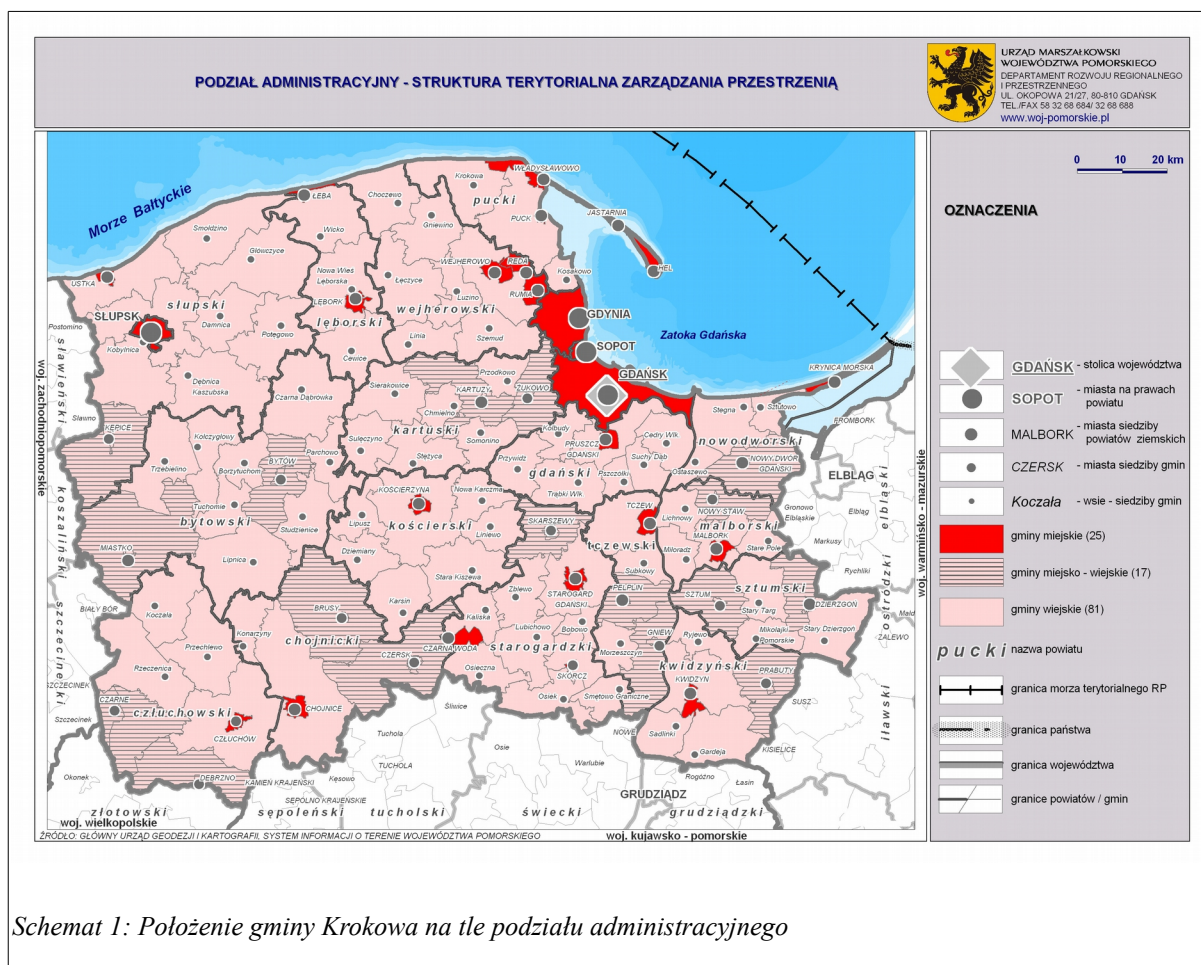 PODZIAŁ ADMINISTRACYJNY - STRUKTURA TERYTORIALNA ZARZĄDZANIA PRZESTRZENIĄ
URZĄD MARSZAŁKOWSKI
WOJEWÓDZTWA POMORSKIEGO
DEPARTAMENT ROZWOJU REGIONALNEGO
I PRZESTRZENNEGO
UL. OKOPOWA 21/27, 80-810 GDAŃSK
TEL./FAX 58 32 68 684/ 32 68 688
www.woj-pomorskie.pl
0 10 20 km
OZNACZENIA
GDAŃSK - stolica województwa
SOPOT - miasta na prawach
powiatu
MALBORK - miasta siedziby
powiatów ziemskich
CZERSK - miasta siedziby gmin
Koczała - wsie - siedziby gmin
gminy miejskie (25)
gminy miejsko - wiejskie (17)
gminy wiejskie (81)
pucki nazwa powiatu
granica morza terytorialnego RP
granica państwa
granica województwa
granice powiatów / gmin
Morze Bałtyckie
Zatoka Gdańska
WŁADYSŁAWOWO
Krokowa
pucki
PUCK
JASTARNIA
HEL
ŁEBA
Choczewo
Gniewino
Wicko
Smołdzino
Główczyce
USTKA
Nowa Wieś
Lęborska
LĘBORK
lęborski
Cewice
Łęczyce
WEJHEROWO
REDA
RUMIA
Kosakowo
Luzino
wejherowski
Linia
Szemud
GDYNIA
SOPOT
GDAŃSK
KRYNICA MORSKA
FROMBORK
Postomino
SŁUPSK
słupski
Damnica
Potęgowo
Kobylnica
Dębnica
Kaszubska
Czarna Dąbrówka
Sierakowice
Przodkowo
KARTUZY
ŻUKOWO
Chmielno
kartuski
Somonino
Sulęczyno
Stężyca
Parchowo
Kolbudy
PRUSZCZ
GDAŃSKI
Cedry Wlk.
Suchy Dąb
Przywidz
gdański
Pszczółki
Trąbki Wlk.
Stegna
Sztutowo
nowodworski
NOWY DWÓR
GDAŃSKI
Ostaszewo
ELBLĄG
Sławno
KĘPICE
Kołczygłowy
Trzebielino
Borzytuchom
BYTÓW
Tuchomie
bytowski
Studzienice
MIASTKO
Lipnica
KOŚCIERZYNA
Nowa Karczma
Lipusz
kościerski
Liniewo
Dziemiany
Stara Kiszewa
Karsin
SKARSZEWY
TCZEW
tczewski
Subkowy
PELPLIN
Morzeszczyn
GNIEW
Lichnowy
NOWY STAW
malborski
MALBORK
Miłoradz
Stare Pole
Gronowo
Elbląskie
Elbląg
Markusy
Rychliki
sztumski
SZTUM
Stary Targ
DZIERZGOŃ
Mikołajki
Pomorskie
Stary Dzierzgoń
ZALEWO
BIAŁY BÓR
Koczała
Konarzyny
Przechlewo
Rzeczenica
SZCZECINEK
Szczecinek
CZARNE
człuchowski
CZŁUCHÓW
DEBRZNO
CHOJNICE
chojnicki
BRUSY
CZERSK
CZARNA WODA
Kaliska
Zblewo
STAROGARD
GDAŃSKI
Lubichowo
Bobowo
starogardzki
Osieczna
SKÓRCZ
Osiek
Smętowo Graniczne
Ryjewo
kwidzyński
KWIDZYN
PRABUTY
Sadlinki
Gardeja
KISIELICE
SUSZ
NOWE
Śliwice
Tuchola
TUCHOLA
Osie
Warlubie
Okonek
KAMIEŃ KRAJEŃSKI
Kęsowo
SĘPÓLNO KRAJEŃSKIE
Rogóźno
Łasin
GRUDZIĄDZ
złotowski
sępoleński
tucholski
świecki
grudziądzki
sławieński
koszaliński
szczecinecki
elbląski
ostródzki
iławski
woj. zachodniopomorskie
woj. warmińsko - mazurskie
woj. wielkopolskie
woj. kujawsko - pomorskie
ŹRÓDŁO: GŁÓWNY URZĄD GEODEZJI I KARTOGRAFII, SYSTEM INFORMACJI O TERENIE WOJEWÓDZTWA POMORSKIEGO
Schemat 1: Położenie gminy Krokowa na tle podziału administracyjnego